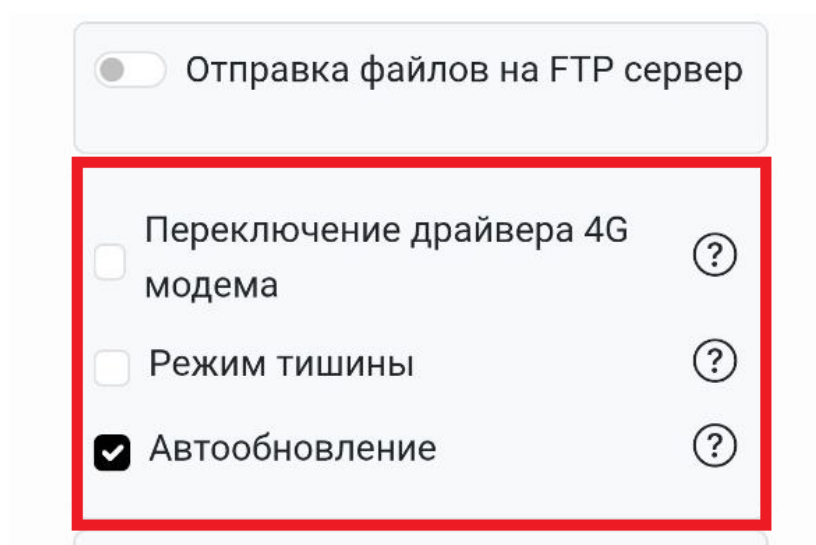 Отправка файлов на FTP сервер
Переключение драйвера 4G
модема
?
Режим тишины
?
Автообновление
?